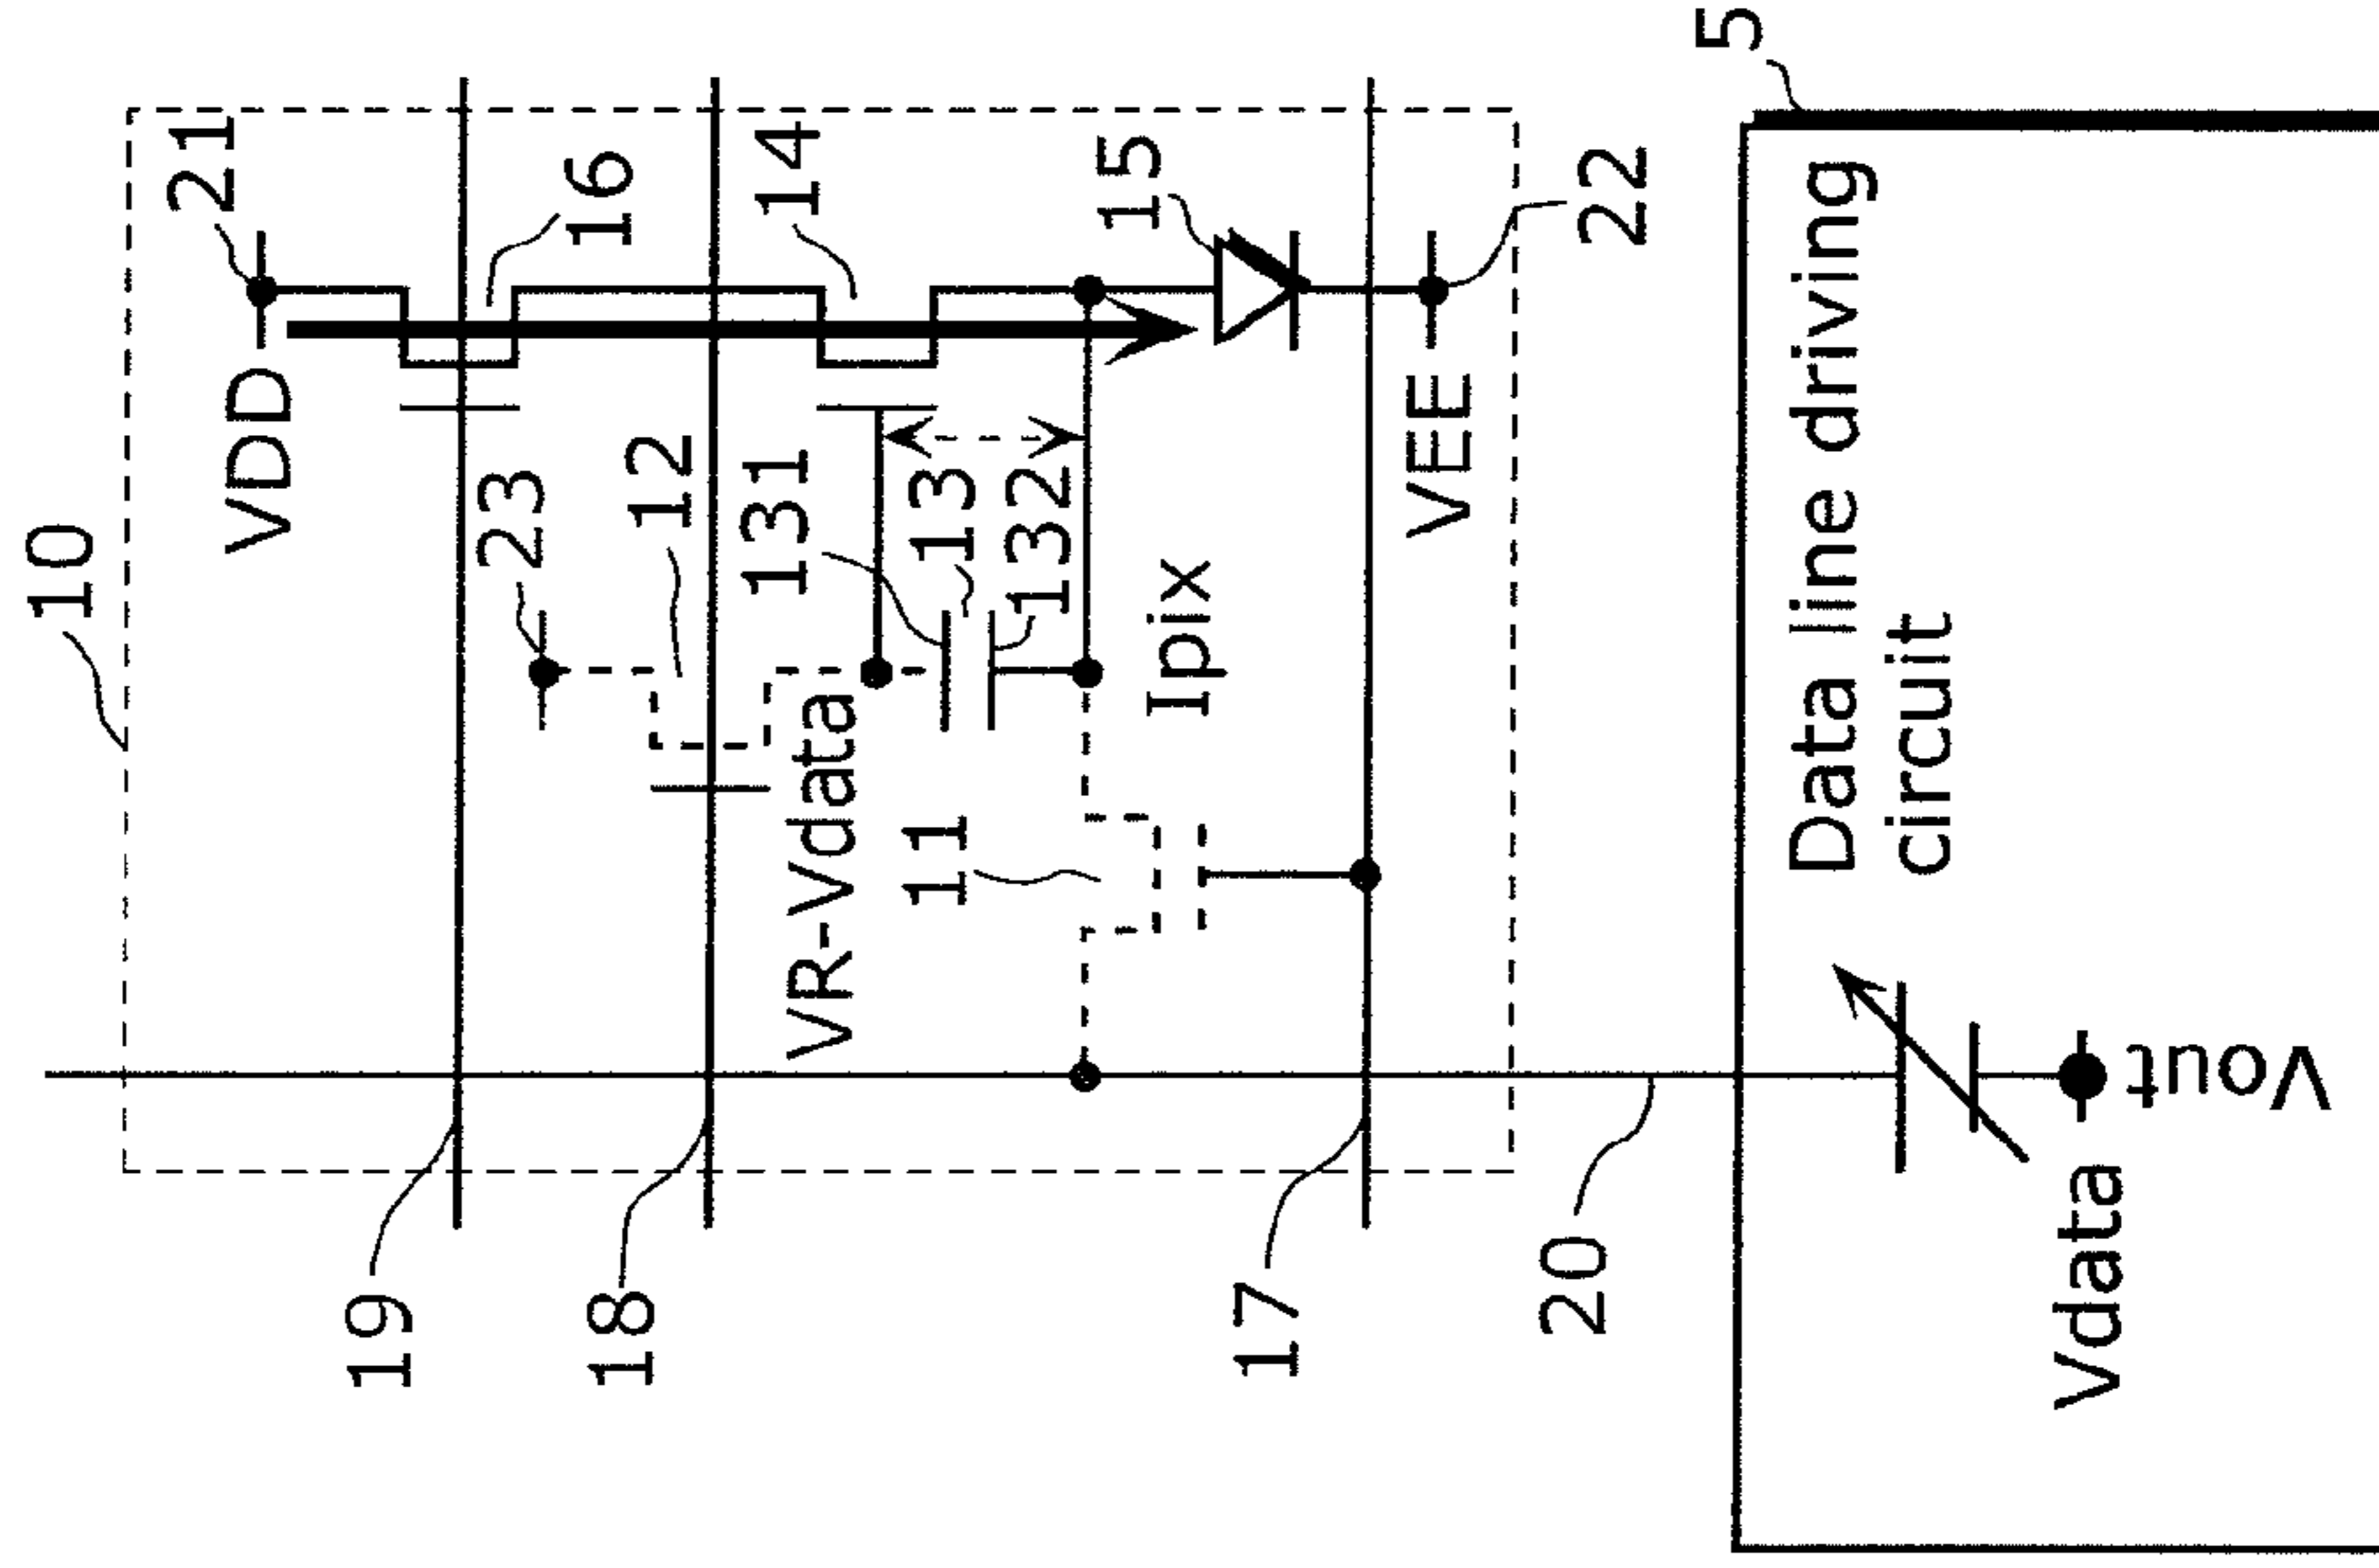 10
VDD
21
23
16
12
14
131
VR-Vdata
13
132
11
15
Ipix
VEE
22
19
18
17
20
5
Data line driving
circuit
Vdata
Vout